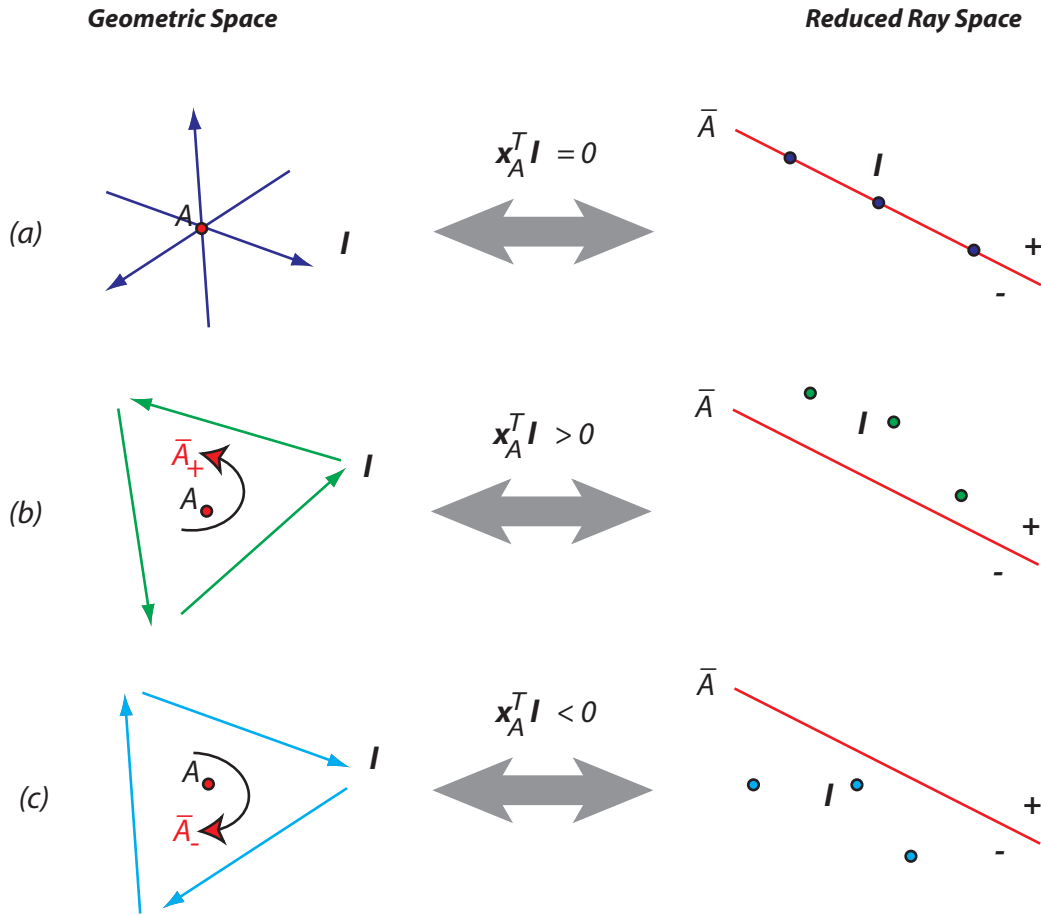 Geometric Space Reduced Ray Space
(a) A l x_A^T l = 0 A̅ l + -
(b) A̅_+ A l x_A^T l > 0 A̅ l + -
(c) A A̅_- l x_A^T l < 0 A̅ l + -